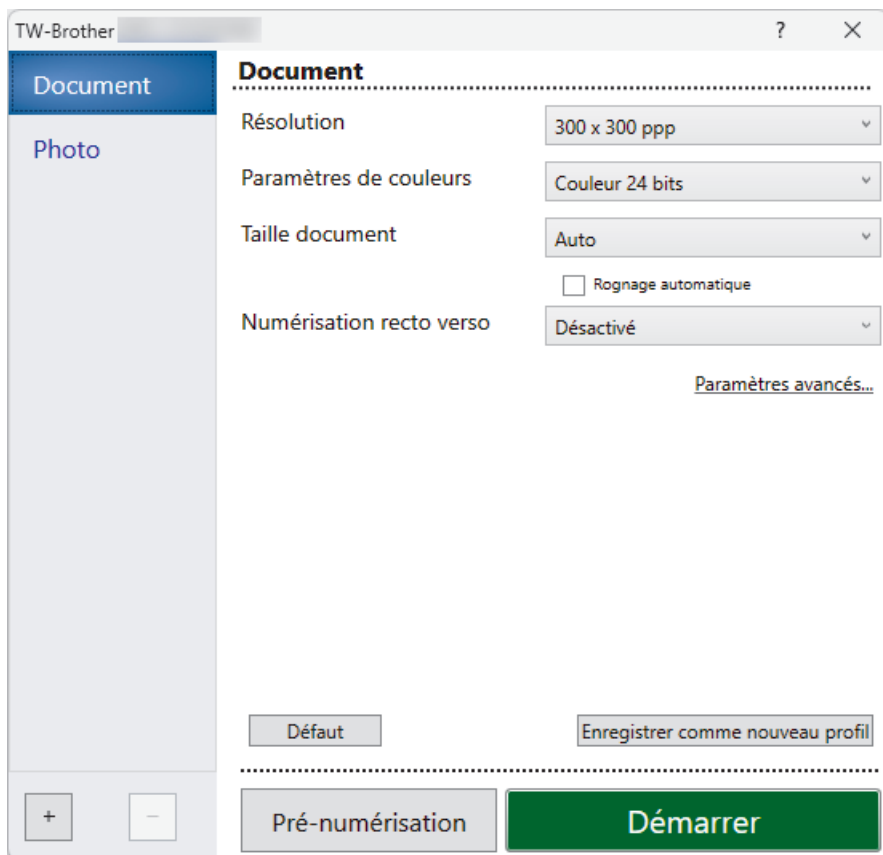 TW-Brother
?
Document
Photo
Document
Résolution
300 x 300 ppp
Paramètres de couleurs
Couleur 24 bits
Taille document
Auto
Rognage automatique
Numérisation recto verso
Désactivé
Paramètres avancés...
Défaut
Enregistrer comme nouveau profil
+
−
Pré-numérisation
Démarrer